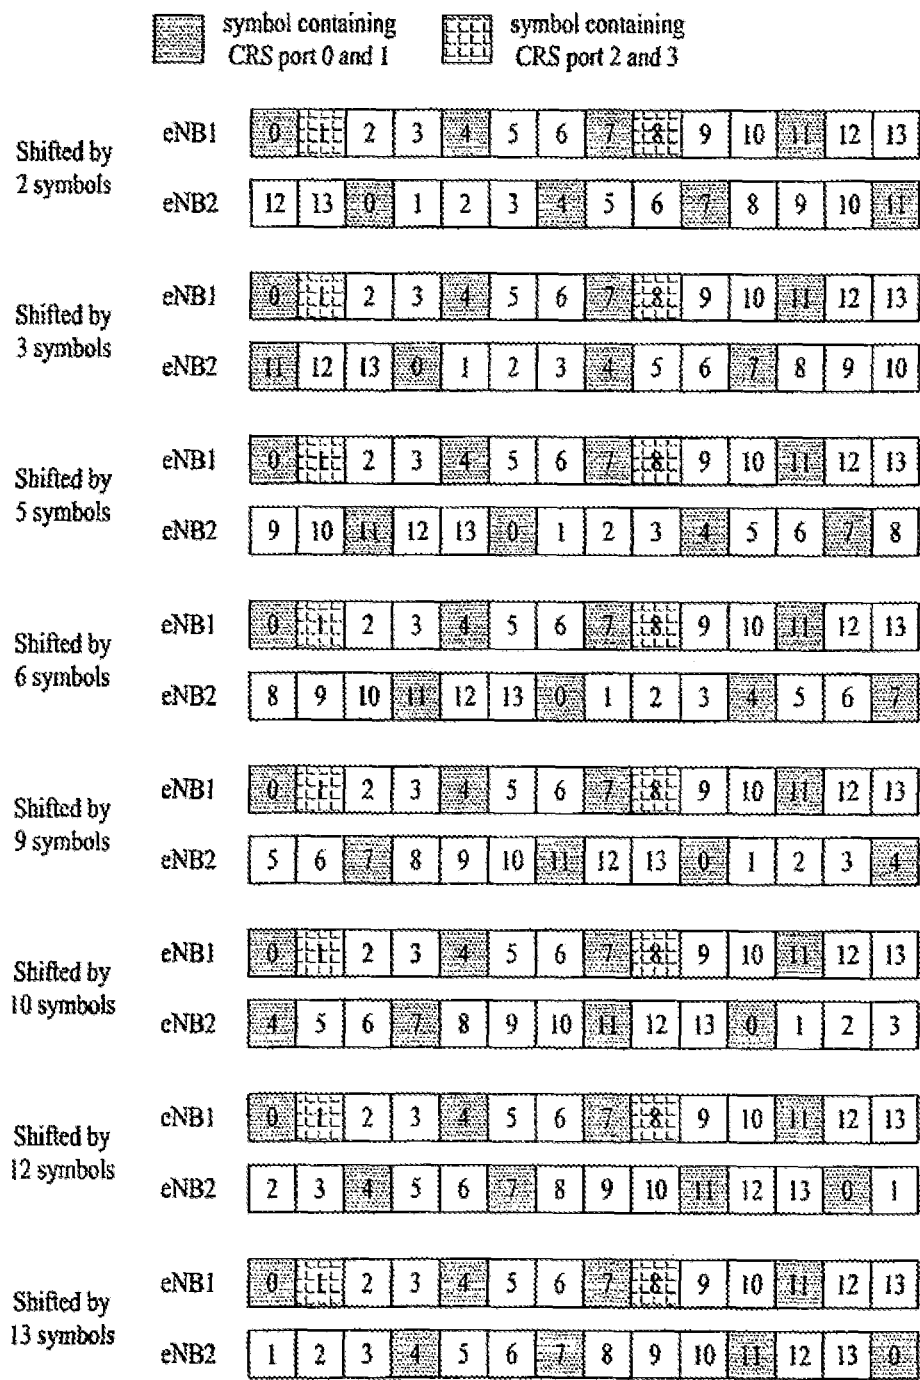 symbol containing CRS port 0 and 1
symbol containing CRS port 2 and 3
Shifted by 2 symbols
eNB1 0 1 2 3 4 5 6 7 8 9 10 11 12 13
eNB2 12 13 0 1 2 3 4 5 6 7 8 9 10 11
Shifted by 3 symbols
eNB1 0 1 2 3 4 5 6 7 8 9 10 11 12 13
eNB2 11 12 13 0 1 2 3 4 5 6 7 8 9 10
Shifted by 5 symbols
eNB1 0 1 2 3 4 5 6 7 8 9 10 11 12 13
eNB2 9 10 11 12 13 0 1 2 3 4 5 6 7 8
Shifted by 6 symbols
eNB1 0 1 2 3 4 5 6 7 8 9 10 11 12 13
eNB2 8 9 10 11 12 13 0 1 2 3 4 5 6 7
Shifted by 9 symbols
eNB1 0 1 2 3 4 5 6 7 8 9 10 11 12 13
eNB2 5 6 7 8 9 10 11 12 13 0 1 2 3 4
Shifted by 10 symbols
eNB1 0 1 2 3 4 5 6 7 8 9 10 11 12 13
eNB2 4 5 6 7 8 9 10 11 12 13 0 1 2 3
Shifted by 12 symbols
eNB1 0 1 2 3 4 5 6 7 8 9 10 11 12 13
eNB2 2 3 4 5 6 7 8 9 10 11 12 13 0 1
Shifted by 13 symbols
eNB1 0 1 2 3 4 5 6 7 8 9 10 11 12 13
eNB2 1 2 3 4 5 6 7 8 9 10 11 12 13 0